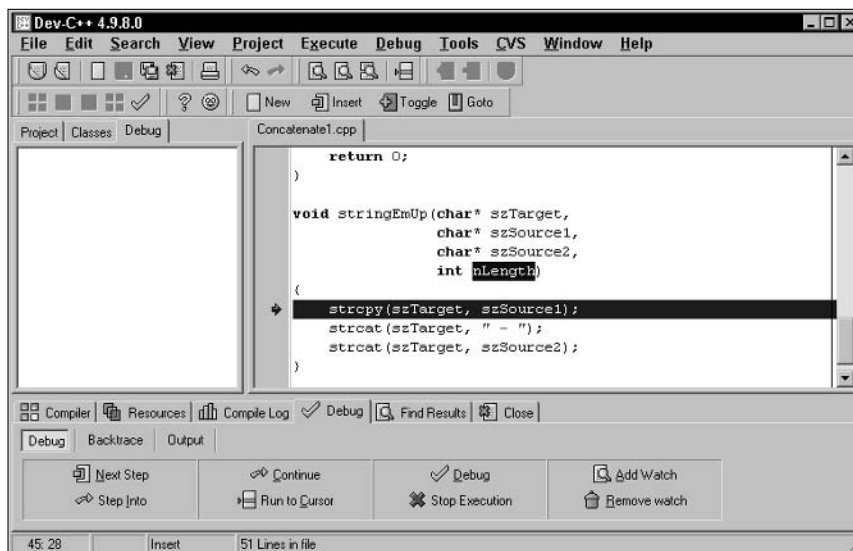 Dev-C++ 4.9.8.0
File Edit Search View Project Execute Debug Tools CVS Window Help
New Insert Toggle Goto
Project Classes Debug
Concatenate1.cpp
return 0;
}
void stringEmUp(char* szTarget,
char* szSource1,
char* szSource2,
int nLength)
{
strcpy(szTarget, szSource1);
strcat(szTarget, " - ");
strcat(szTarget, szSource2);
}
Compiler Resources Compile Log Debug Find Results Close
Debug Backtrace Output
Next Step Continue Debug Add Watch
Step Into Run to Cursor Stop Execution Remove watch
45: 28 Insert 51 Lines in file